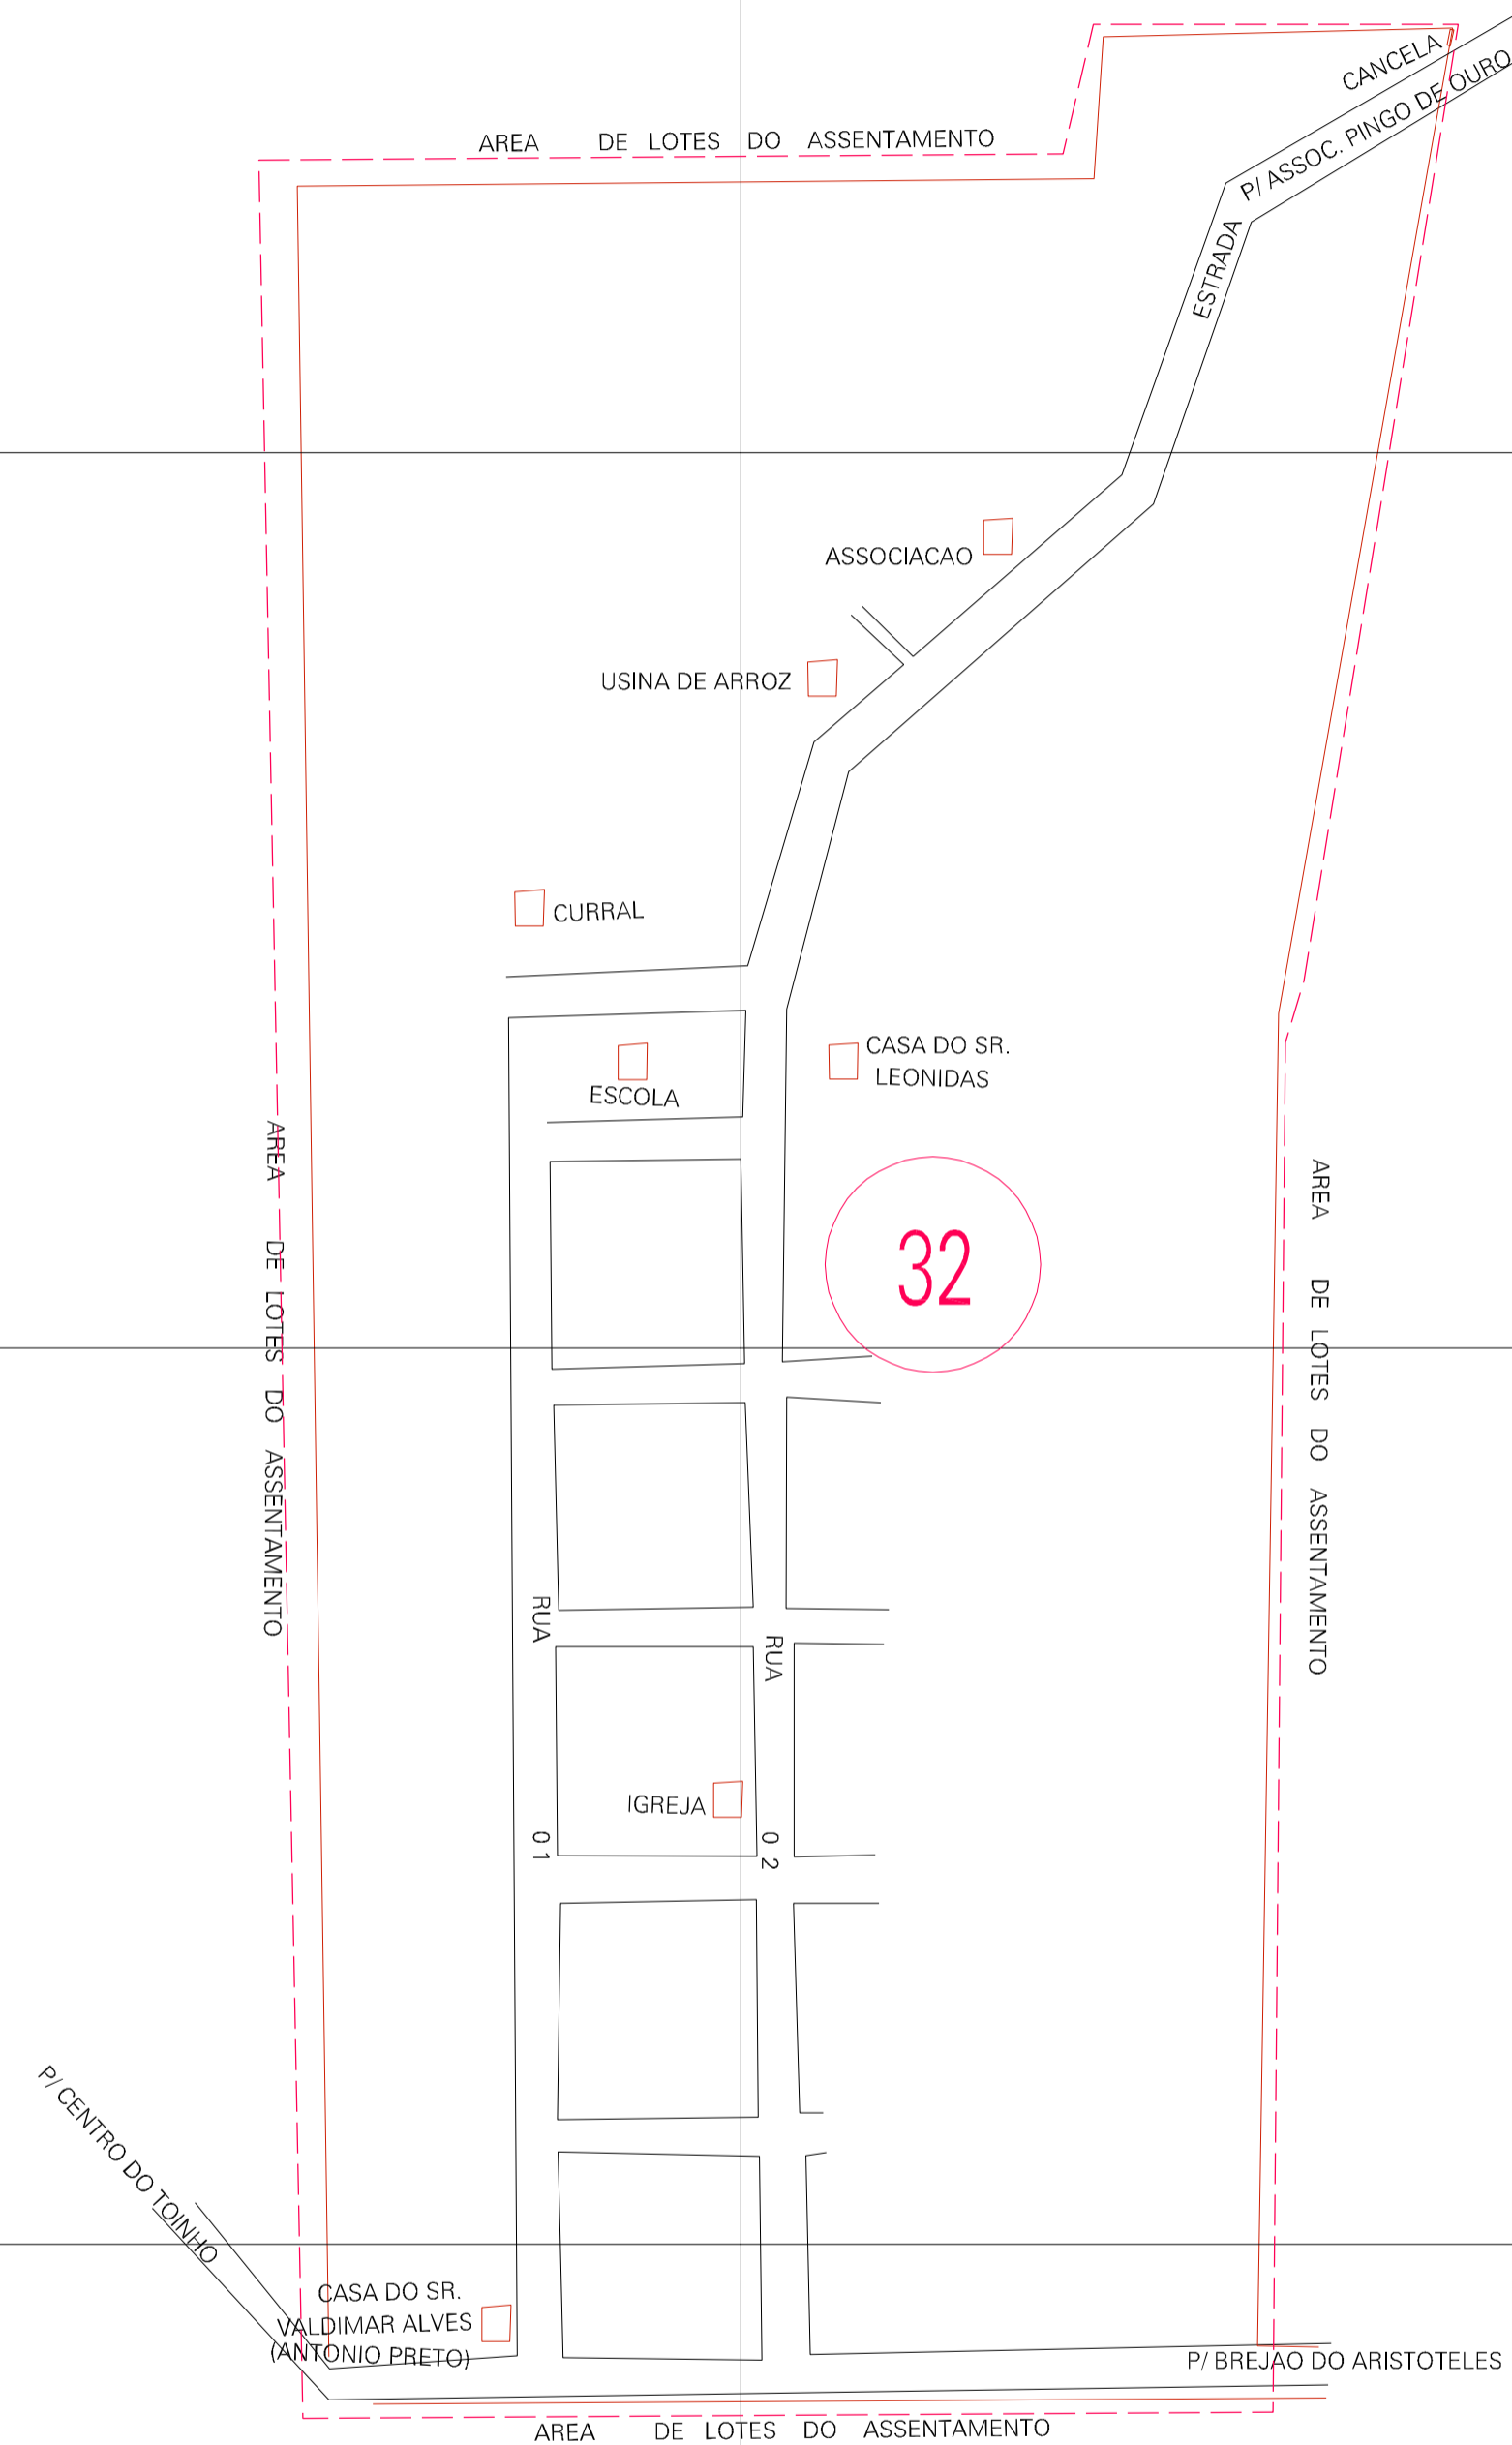 CANCELA
P/ ASSOC. PINGO DE OURO
AREA DE LOTES DO ASSENTAMENTO
ESTRADA
ASSOCIACAO
USINA DE ARROZ
CURRAL
CASA DO SR.
LEONIDAS
ESCOLA
AREA DE LOTES DO ASSENTAMENTO
AREA DE LOTES DO ASSENTAMENTO
32
RUA 01
RUA 02
IGREJA
P/ CENTRO DO TOINHO
CASA DO SR.
VALDIMAR ALVES
(ANTONIO PRETO)
P/ BREJAO DO ARISTOTELES
AREA DE LOTES DO ASSENTAMENTO